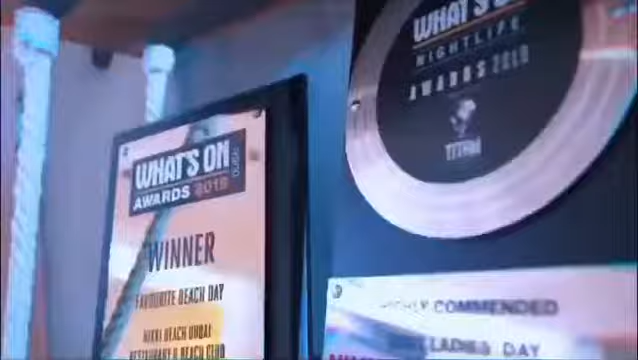 WHAT'S ON
DUBAI
AWARDS 2018
WINNER
FAVOURITE BEACH DAY
NIKKI BEACH DUBAI
RESTAURANT & BEACH CLUB
WHAT'S ON
NIGHTLIFE
AWARDS
TITAN
HIGHLY COMMENDED
LADIES' DAY